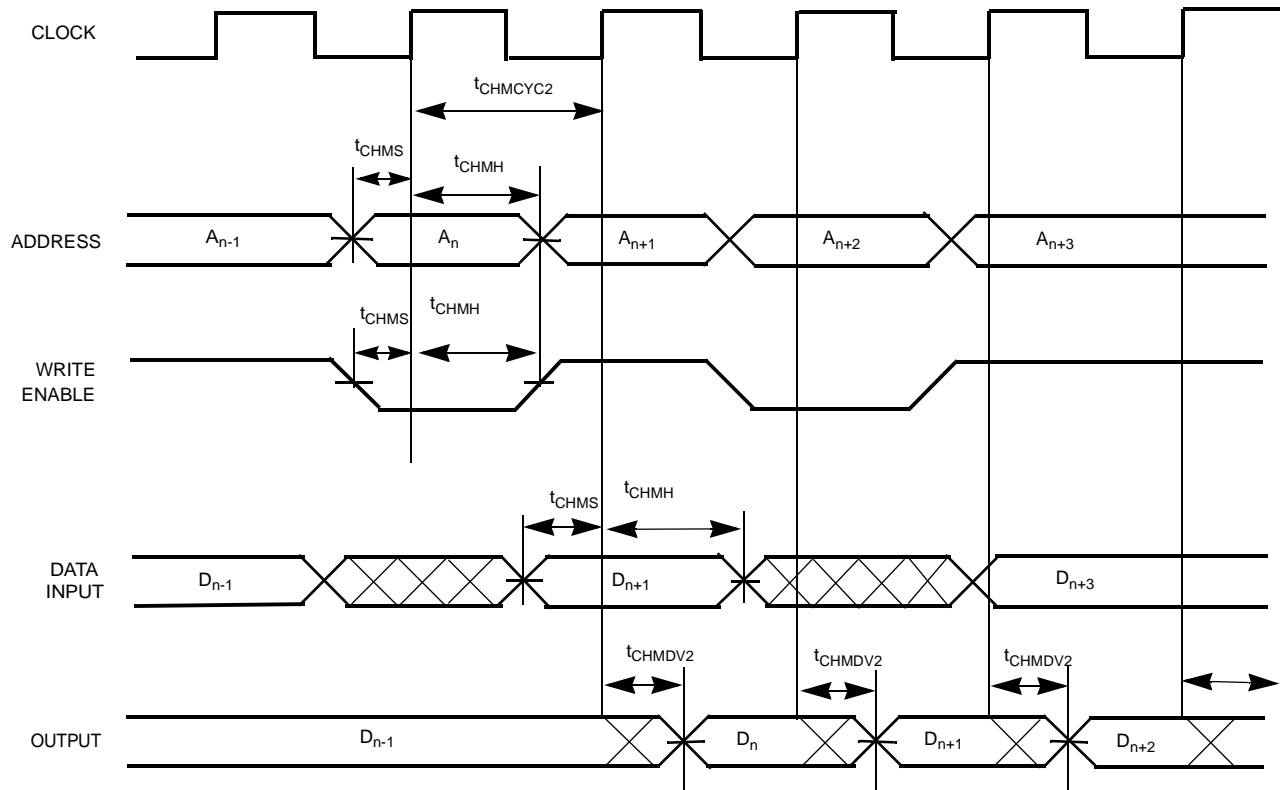 CLOCK
tCHMCYC2
tCHMS
tCHMH
ADDRESS
An-1
An
An+1
An+2
An+3
tCHMS
tCHMH
WRITE
ENABLE
tCHMS
tCHMH
DATA
INPUT
Dn-1
Dn+1
Dn+3
tCHMDV2
tCHMDV2
tCHMDV2
OUTPUT
Dn-1
Dn
Dn+1
Dn+2